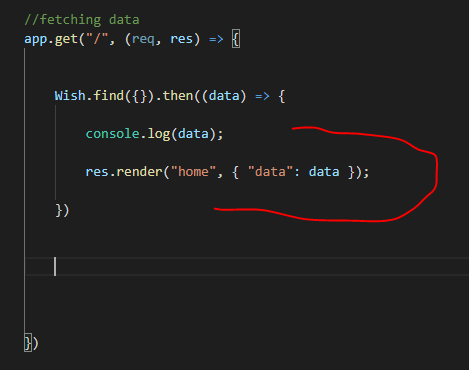 //fetching data
app.get("/", (req, res) => {
Wish.find({}).then((data) => {
console.log(data);
res.render("home", { "data": data });
})
})